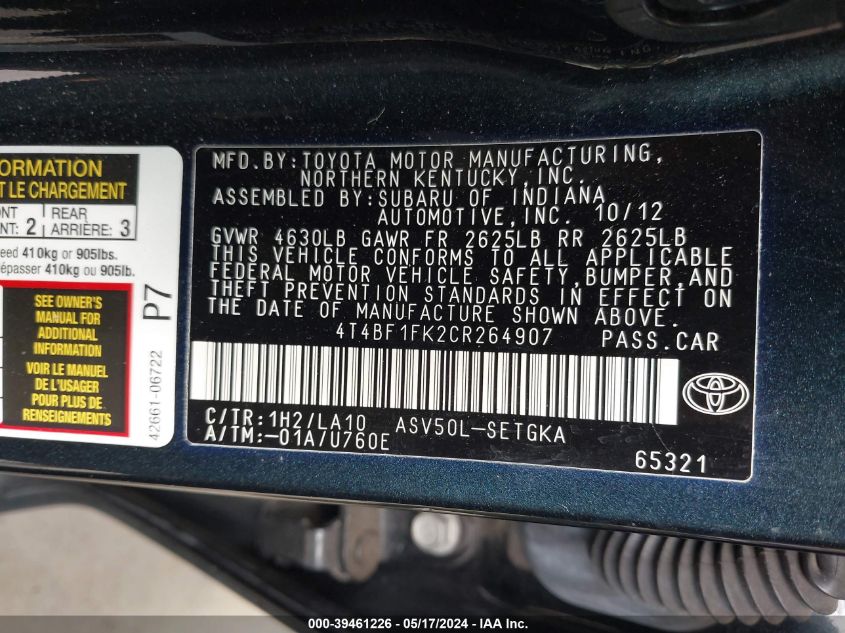 ORMATION
T LE CHARGEMENT
NT REAR
NT: 2 ARRIÈRE: 3
eed 410kg or 905lbs.
dépasser 410kg ou 905lb.
SEE OWNER'S
MANUAL FOR
ADDITIONAL
INFORMATION
VOIR LE MANUEL
DE L'USAGER
POUR PLUS DE
RENSEIGNEMENTS
P7
42661-06722
MFD.BY:TOYOTA MOTOR MANUFACTURING,
NORTHERN KENTUCKY,INC.
ASSEMBLED BY:SUBARU OF INDIANA
AUTOMOTIVE,INC. 10/12
GVWR 4630LB GAWR FR 2625LB RR 2625LB
THIS VEHICLE CONFORMS TO ALL APPLICABLE
FEDERAL MOTOR VEHICLE SAFETY,BUMPER,AND
THEFT PREVENTION STANDARDS IN EFFECT ON
THE DATE OF MANUFACTURE SHOWN ABOVE.
4T4BF1FK2CR264907 PASS.CAR
C/TR:1H2/LA10 ASV50L-SETGKA
A/TM:-01A/U760E
65321
TOYOTA
000-39461226 - 05/17/2024 - IAA Inc.